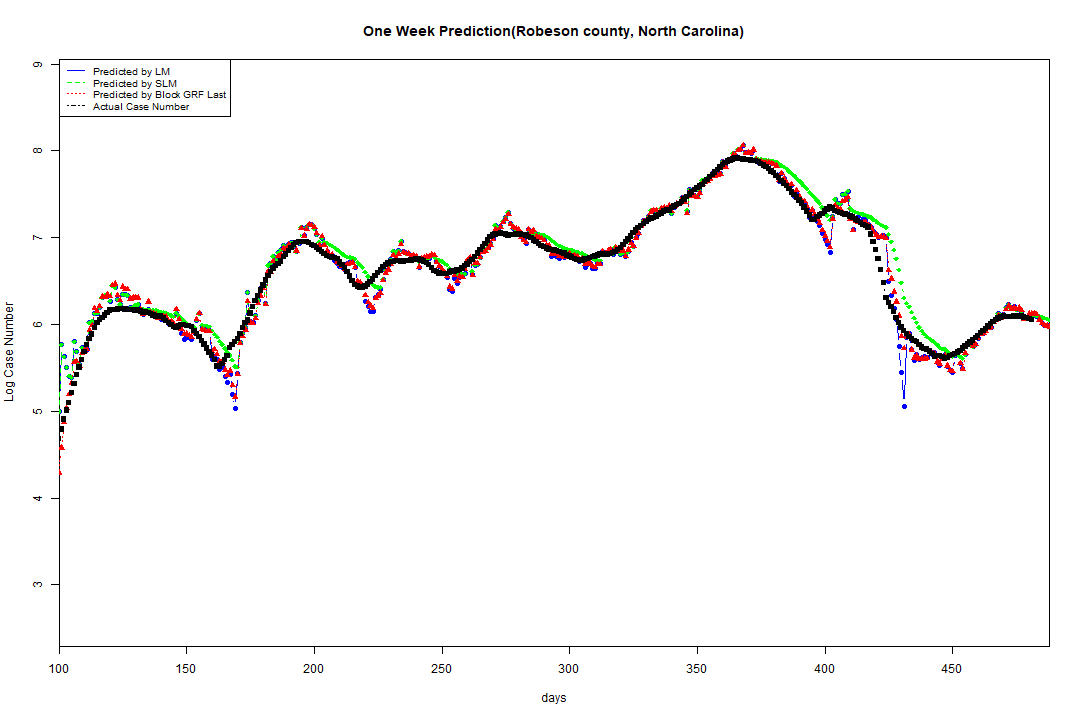 One Week Prediction(Robeson county, North Carolina)
Predicted by LM
Predicted by SLM
Predicted by Block GRF Last
Actual Case Number
9
8
7
6
5
4
3
Log Case Number
100 150 200 250 300 350 400 450
days